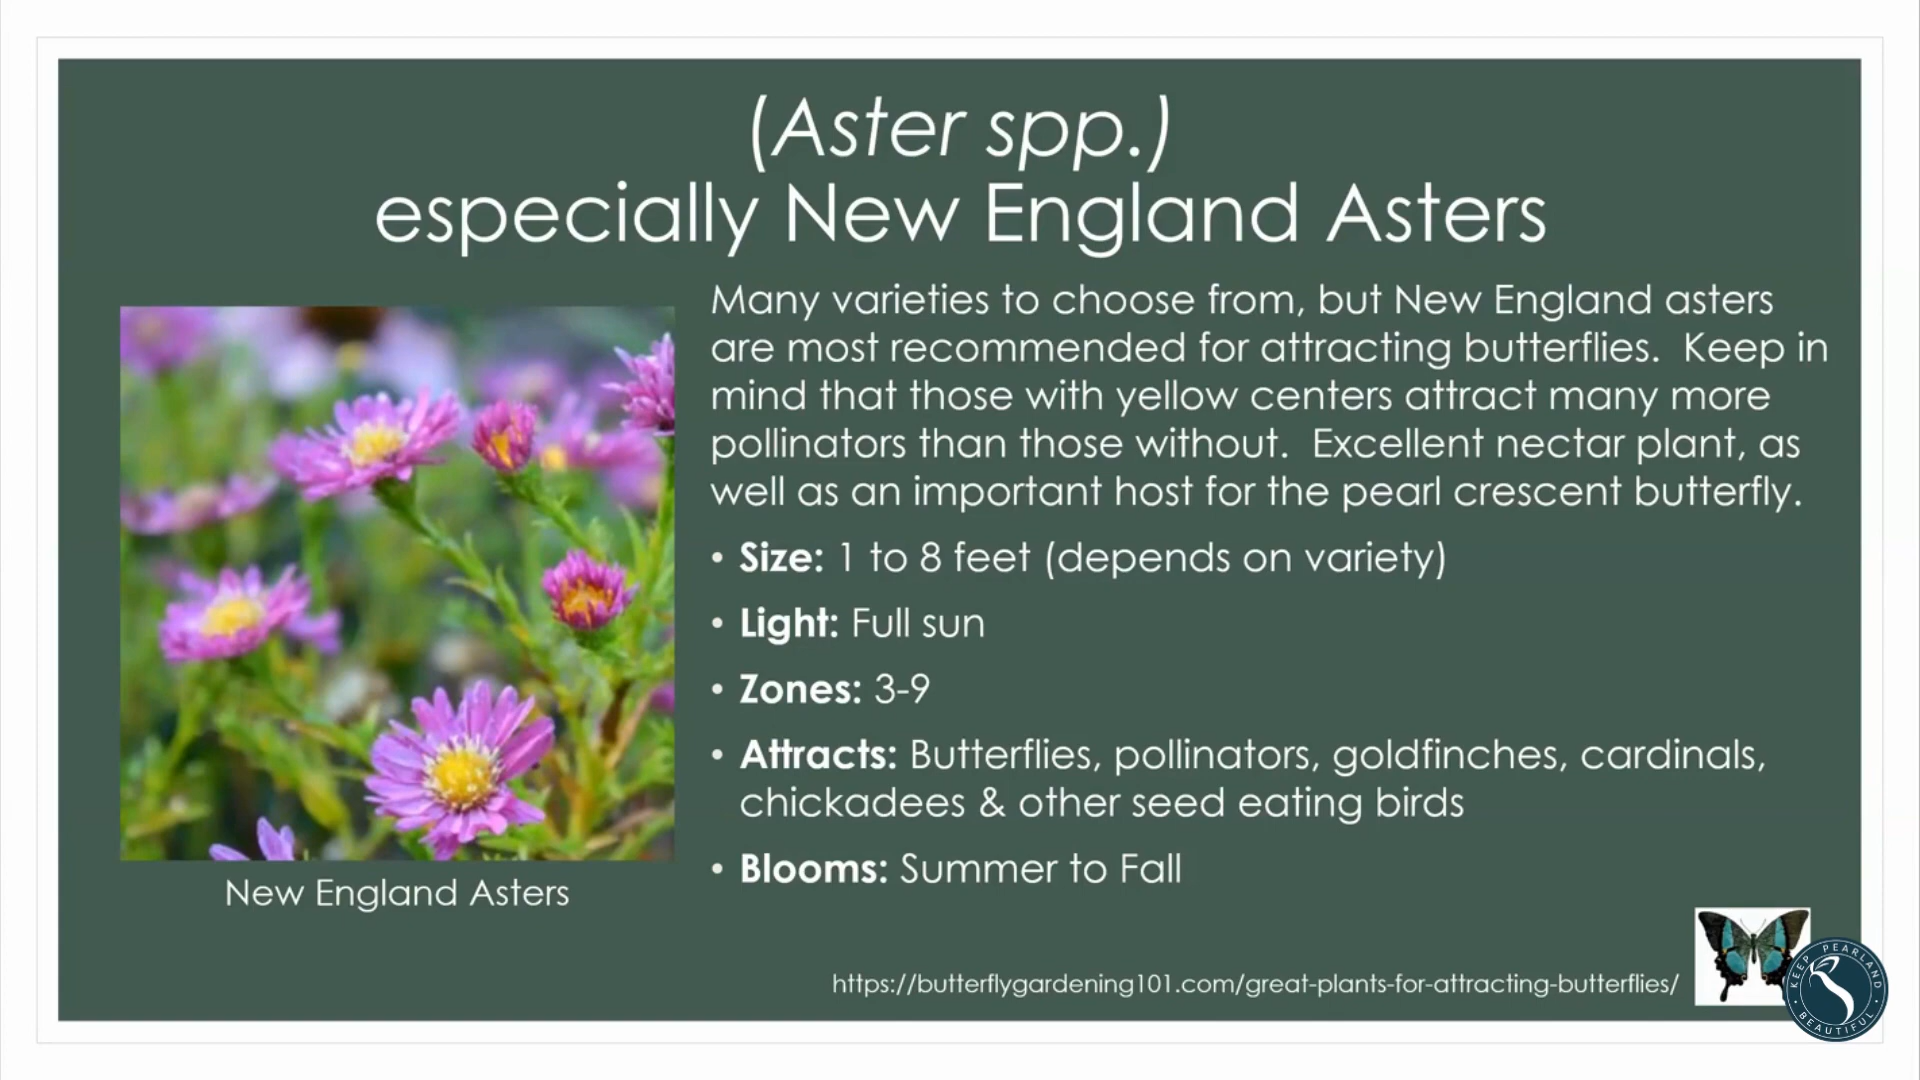 (Aster spp.)
especially New England Asters
Many varieties to choose from, but New England asters
are most recommended for attracting butterflies.  Keep in
mind that those with yellow centers attract many more
pollinators than those without.  Excellent nectar plant, as
well as an important host for the pearl crescent butterfly.
• Size: 1 to 8 feet (depends on variety)
• Light: Full sun
• Zones: 3-9
• Attracts: Butterflies, pollinators, goldfinches, cardinals,
chickadees & other seed eating birds
• Blooms: Summer to Fall
New England Asters
https://butterflygardening101.com/great-plants-for-attracting-butterflies/
KEEP PEARLAND BEAUTIFUL